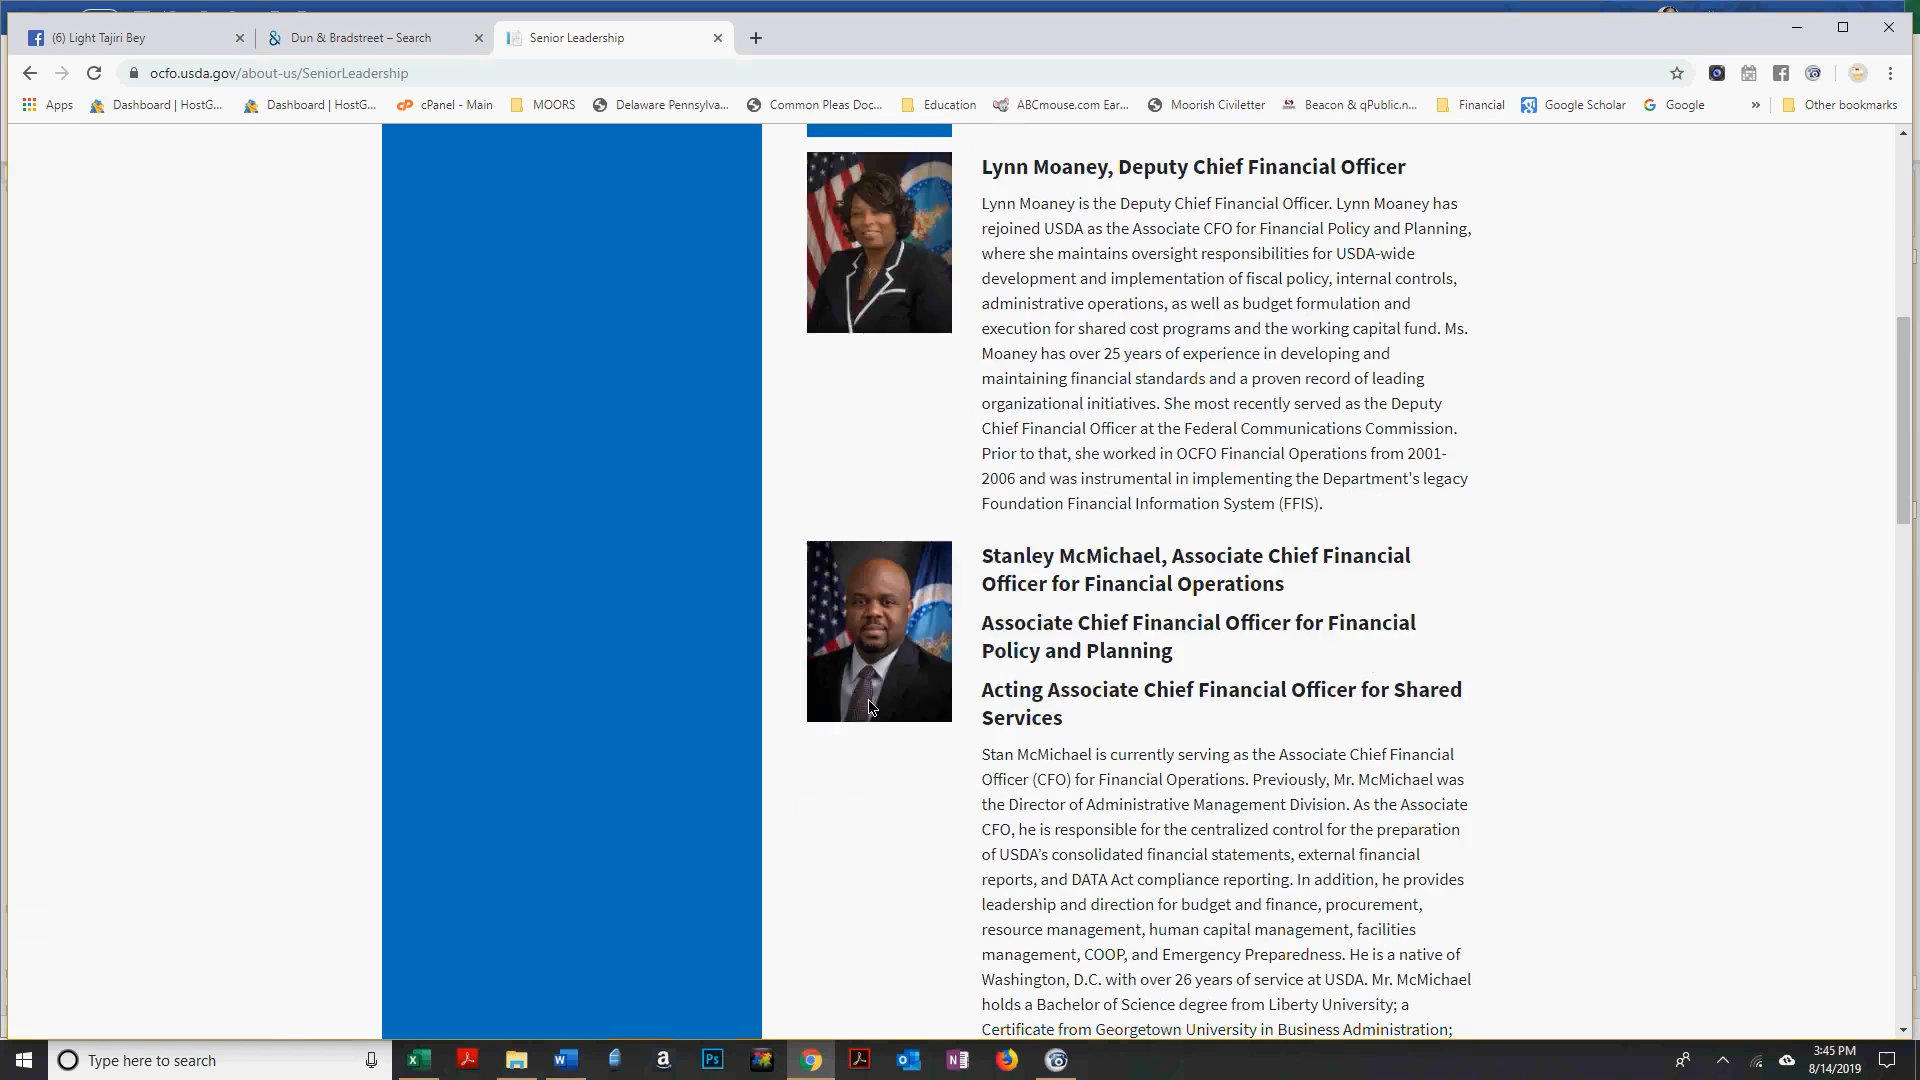 (6) Light Tajiri Bey
Dun & Bradstreet – Search
Senior Leadership
ocfo.usda.gov/about-us/SeniorLeadership
Apps
Dashboard | HostG...
Dashboard | HostG...
cPanel - Main
MOORS
Delaware Pennsylva...
Common Pleas Doc...
Education
ABCmouse.com Ear...
Moorish Civiletter
Beacon & qPublic.n...
Financial
Google Scholar
Google
»
Other bookmarks
Lynn Moaney, Deputy Chief Financial Officer
Lynn Moaney is the Deputy Chief Financial Officer. Lynn Moaney has
rejoined USDA as the Associate CFO for Financial Policy and Planning,
where she maintains oversight responsibilities for USDA-wide
development and implementation of fiscal policy, internal controls,
administrative operations, as well as budget formulation and
execution for shared cost programs and the working capital fund. Ms.
Moaney has over 25 years of experience in developing and
maintaining financial standards and a proven record of leading
organizational initiatives. She most recently served as the Deputy
Chief Financial Officer at the Federal Communications Commission.
Prior to that, she worked in OCFO Financial Operations from 2001-
2006 and was instrumental in implementing the Department's legacy
Foundation Financial Information System (FFIS).
Stanley McMichael, Associate Chief Financial
Officer for Financial Operations
Associate Chief Financial Officer for Financial
Policy and Planning
Acting Associate Chief Financial Officer for Shared
Services
Stan McMichael is currently serving as the Associate Chief Financial
Officer (CFO) for Financial Operations. Previously, Mr. McMichael was
the Director of Administrative Management Division. As the Associate
CFO, he is responsible for the centralized control for the preparation
of USDA’s consolidated financial statements, external financial
reports, and DATA Act compliance reporting. In addition, he provides
leadership and direction for budget and finance, procurement,
resource management, human capital management, facilities
management, COOP, and Emergency Preparedness. He is a native of
Washington, D.C. with over 26 years of service at USDA. Mr. McMichael
holds a Bachelor of Science degree from Liberty University; a
Certificate from Georgetown University in Business Administration;
Type here to search
3:45 PM
8/14/2019